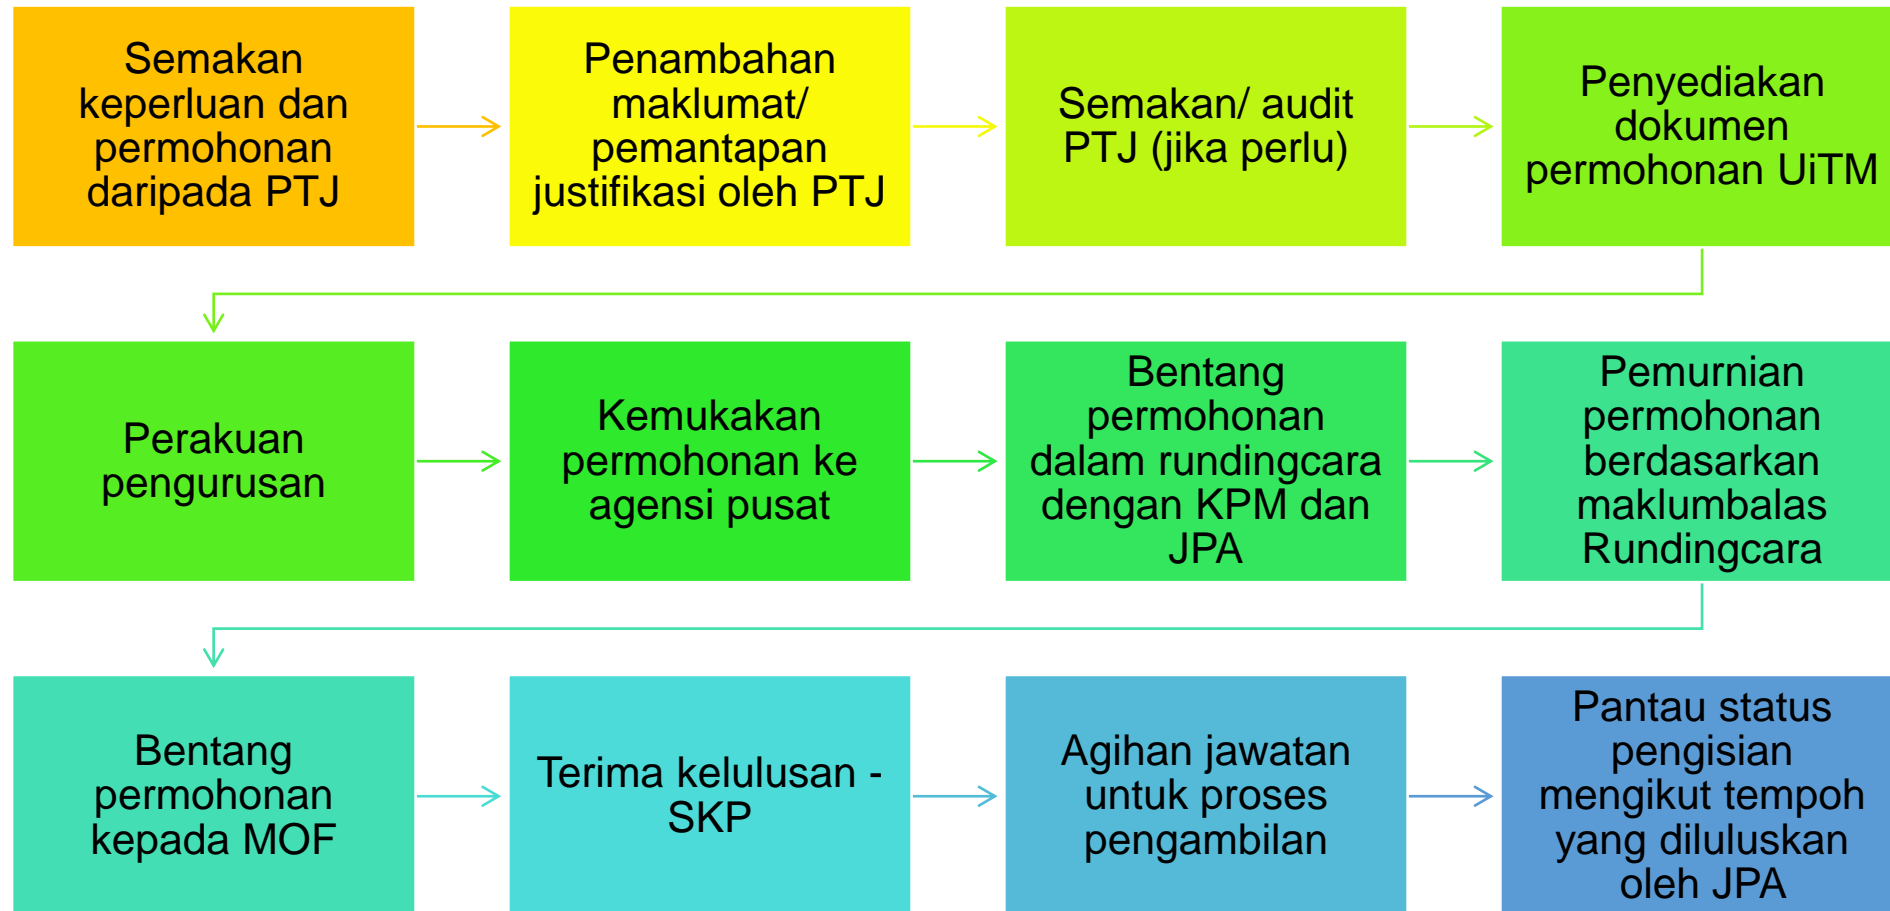 Semakan
keperluan dan
permohonan
daripada PTJ
Penambahan
maklumat/
pemantapan
justifikasi oleh PTJ
Semakan/ audit
PTJ (jika perlu)
Penyediakan
dokumen
permohonan UiTM
Perakuan
pengurusan
Kemukakan
permohonan ke
agensi pusat
Bentang
permohonan
dalam rundingcara
dengan KPM dan
JPA
Pemurnian
permohonan
berdasarkan
maklumbalas
Rundingcara
Bentang
permohonan
kepada MOF
Terima kelulusan -
SKP
Agihan jawatan
untuk proses
pengambilan
Pantau status
pengisian
mengikut tempoh
yang diluluskan
oleh JPA